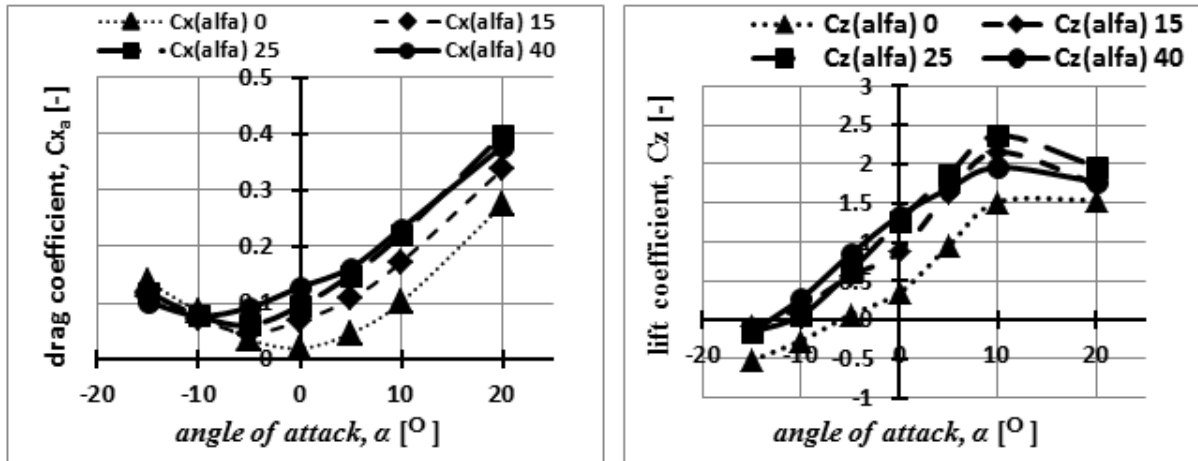 Cx(alfa) 0 Cx(alfa) 15
Cx(alfa) 25 Cx(alfa) 40
0.5
0.4
0.3
0.2
0.1
0
-20 -10 0 10 20
drag coefficient, Cxa [-]
angle of attack, α [O]
Cz(alfa) 0 Cz(alfa) 15
Cz(alfa) 25 Cz(alfa) 40
3
2.5
2
1.5
1
0.5
0
-0.5
-1
-20 -10 0 10 20
lift coefficient, Cz [-]
angle of attack, α [O]